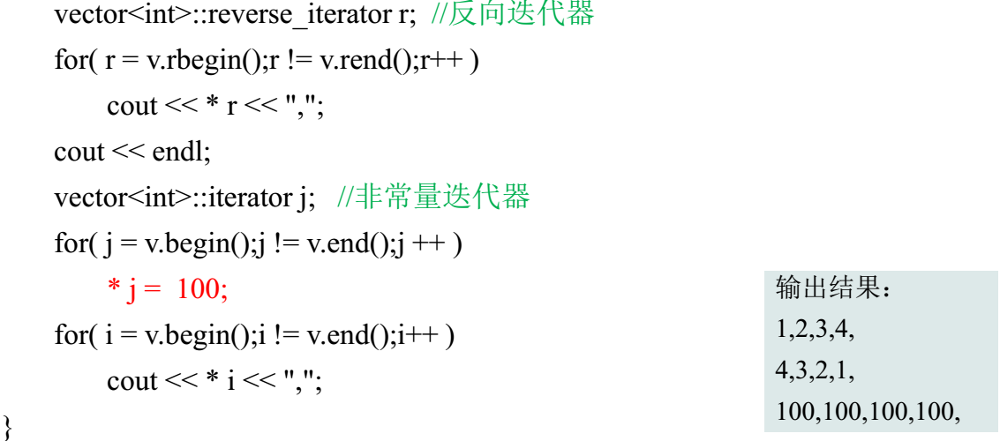 vector<int>::reverse_iterator r; //反向迭代器
for( r = v.rbegin();r != v.rend();r++ )
cout << * r << ",";
cout << endl;
vector<int>::iterator j; //非常量迭代器
for( j = v.begin();j != v.end();j ++ )
* j = 100;
for( i = v.begin();i != v.end();i++ )
cout << * i << ",";
}
输出结果：
1,2,3,4,
4,3,2,1,
100,100,100,100,